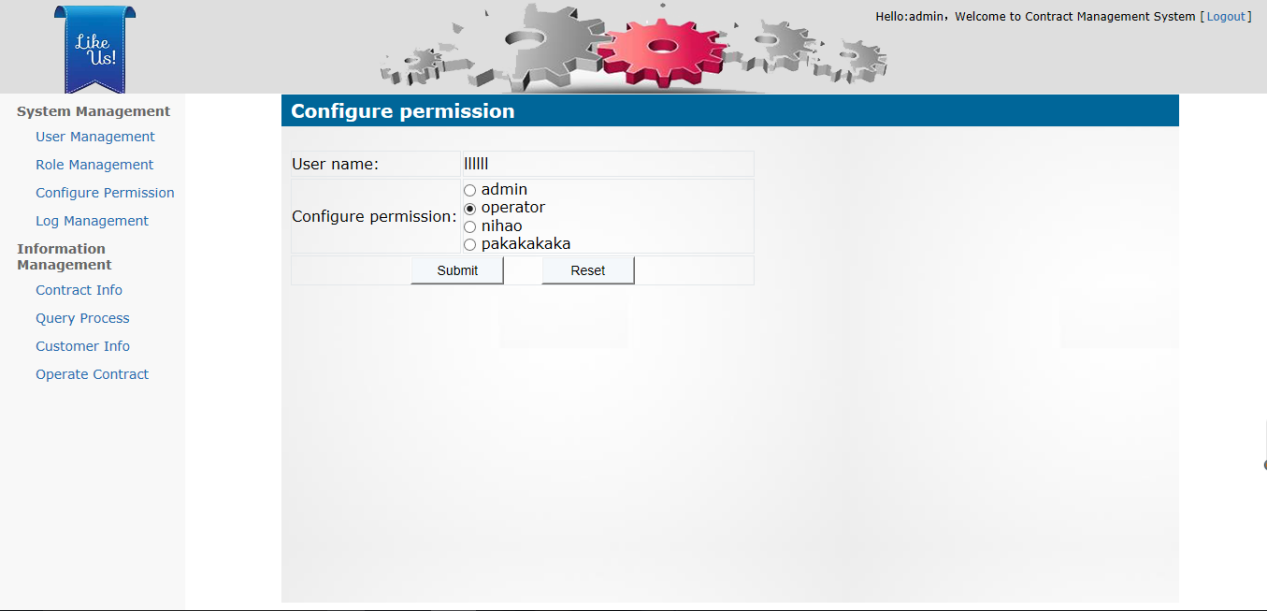 Like
Us!
Hello:admin，Welcome to Contract Management System [Logout]
System Management
User Management
Role Management
Configure Permission
Log Management
Information
Management
Contract Info
Query Process
Customer Info
Operate Contract
Configure permission
User name: llllll
Configure permission:
admin
operator
nihao
pakakakaka
Submit Reset